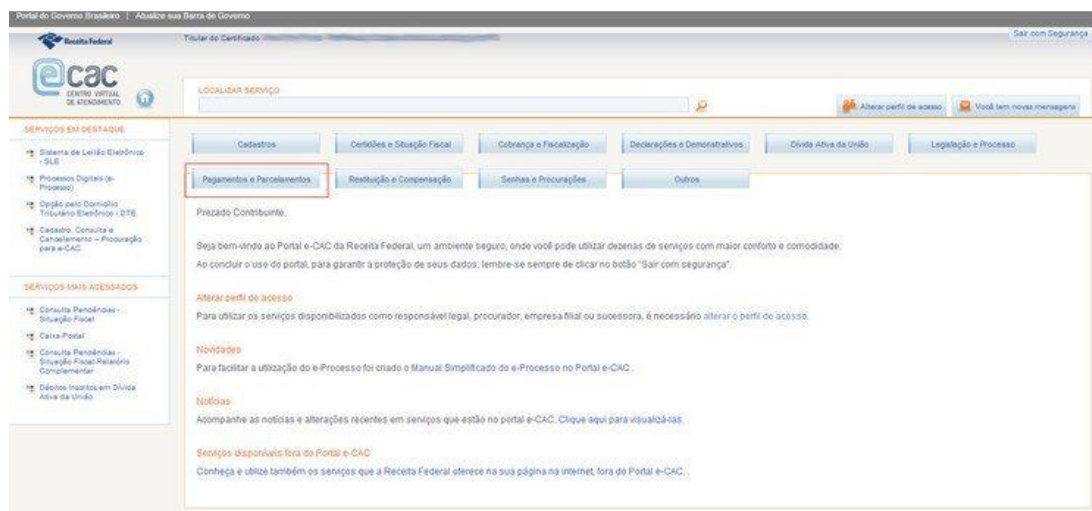 Portal do Governo Brasileiro | Atualize sua Barra de Governo
Receita Federal
Titular do Certificado
Sair com Segurança
ecac
CENTRO VIRTUAL
DE ATENDIMENTO
LOCALIZAR SERVIÇO
Alterar perfil de acesso
Você tem novas mensagens
SERVIÇOS EM DESTAQUE
Sistema de Leilão Eletrônico
- SLE
Processos Digitais (e-
Processo)
Opção pelo Domicílio
Tributário Eletrônico - DTE
Cadastro, Consulta e
Cancelamento – Procuração
para e-CAC
SERVIÇOS MAIS ACESSADOS
Consulta Pendências -
Situação Fiscal
Caixa Postal
Consulta Pendências -
Situação Fiscal Relatório
Complementar
Débitos Inscritos em Dívida
Ativa da União
Cadastros
Certidões e Situação Fiscal
Cobrança e Fiscalização
Declarações e Demonstrativos
Dívida Ativa da União
Legislação e Processo
Pagamentos e Parcelamentos
Restituição e Compensação
Senhas e Procurações
Outros
Prezado Contribuinte,
Seja bem-vindo ao Portal e-CAC da Receita Federal, um ambiente seguro, onde você pode utilizar dezenas de serviços com maior conforto e comodidade.
Ao concluir o uso do portal, para garantir a proteção de seus dados, lembre-se sempre de clicar no botão "Sair com segurança".
Alterar perfil de acesso
Para utilizar os serviços disponibilizados como responsável legal, procurador, empresa filial ou sucessora, é necessário alterar o perfil de acesso.
Novidades
Para facilitar a utilização do e-Processo foi criado o Manual Simplificado do e-Processo no Portal e-CAC .
Notícias
Acompanhe as notícias e alterações recentes em serviços que estão no portal e-CAC. Clique aqui para visualizá-las.
Serviços disponíveis fora do Portal e-CAC
Conheça e utilize também os serviços que a Receita Federal oferece na sua página na internet, fora do Portal e-CAC. .